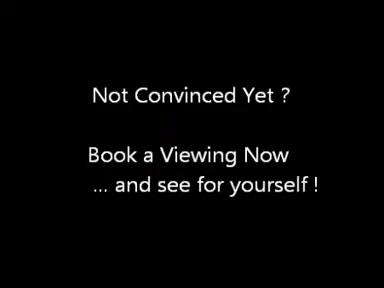 Not Convinced Yet ?
Book a Viewing Now
... and see for yourself !